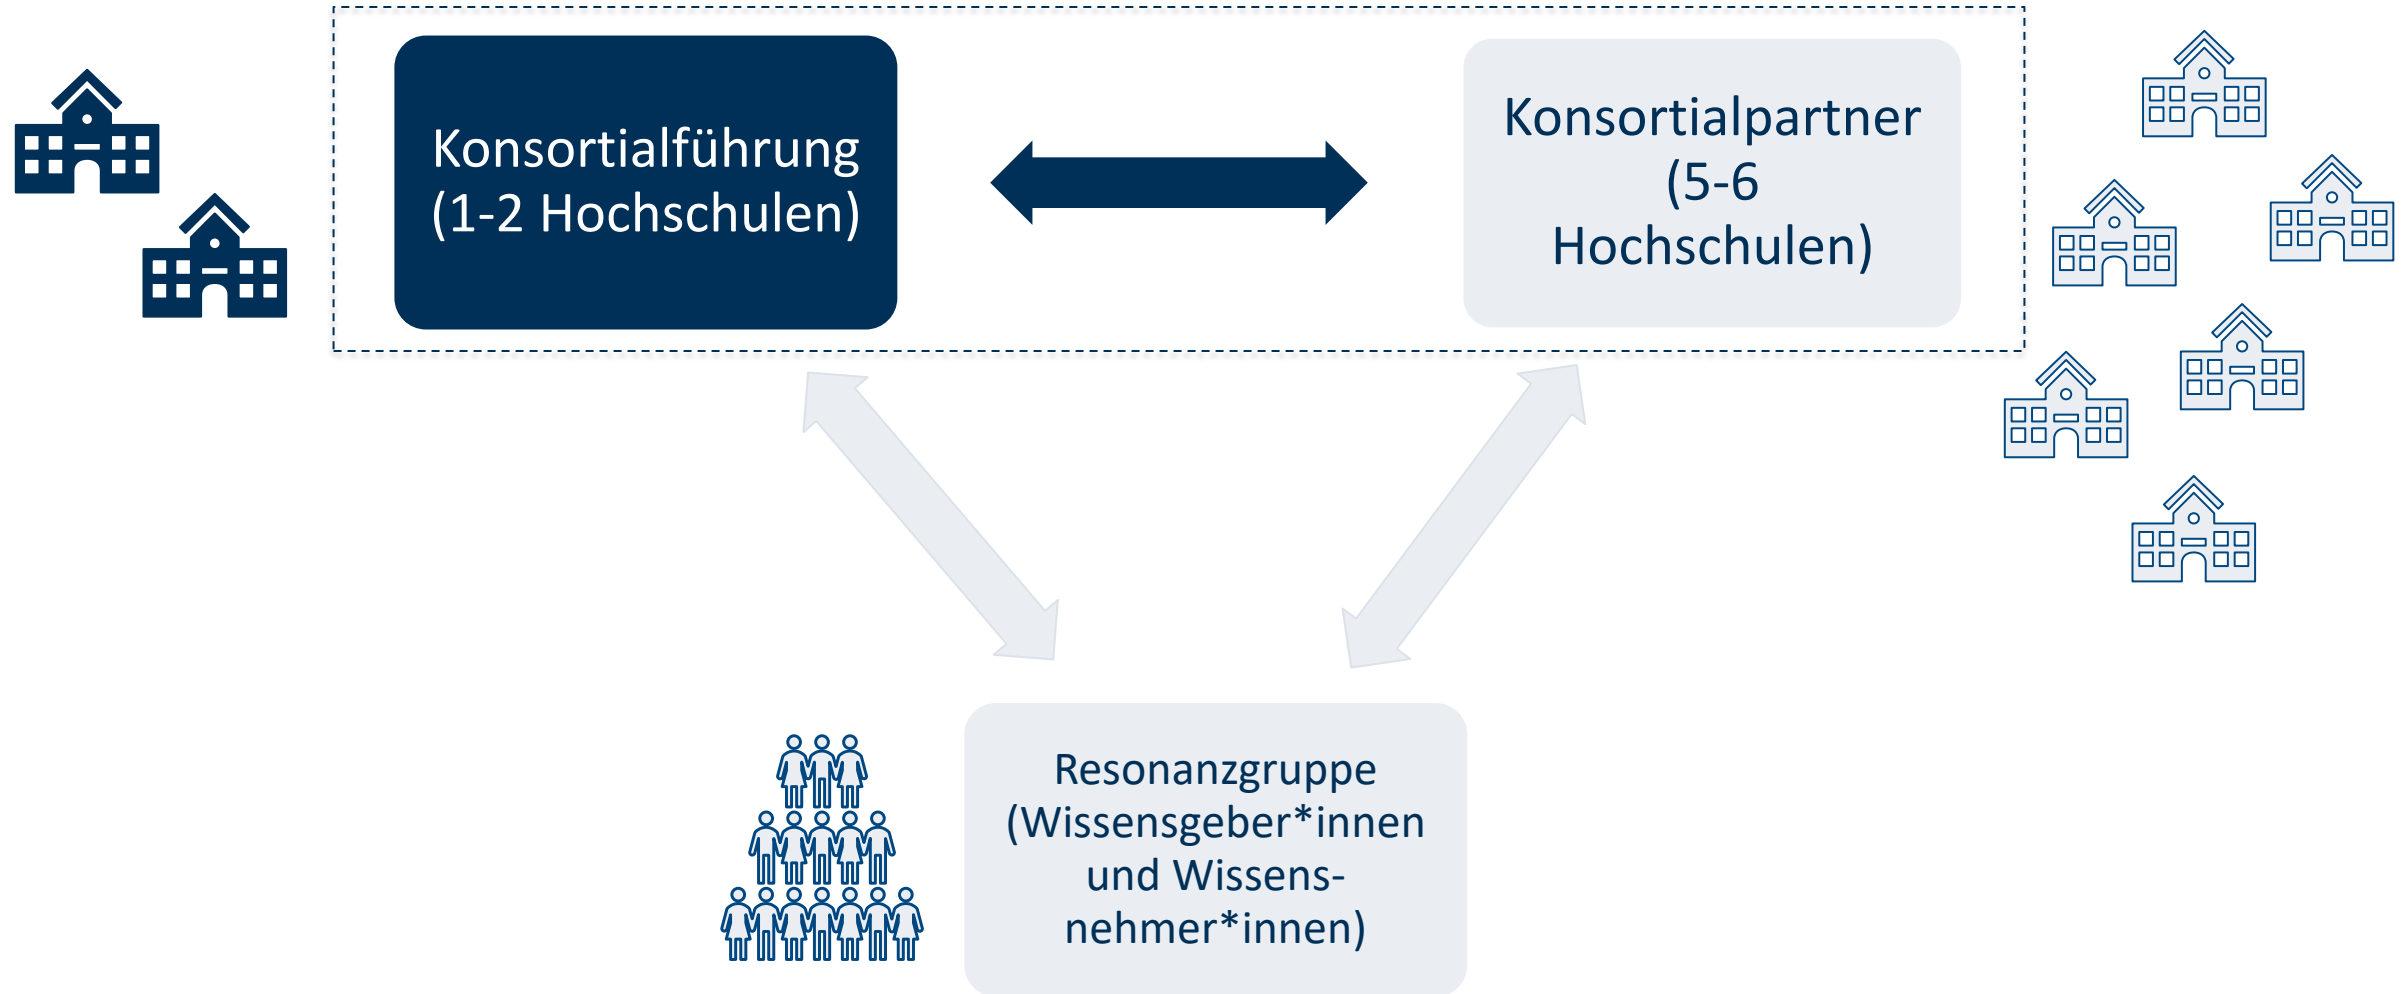 Konsortialführung
(1-2 Hochschulen)
Konsortialpartner
(5-6
Hochschulen)
Resonanzgruppe
(Wissensgeber*innen
und Wissens-
nehmer*innen)